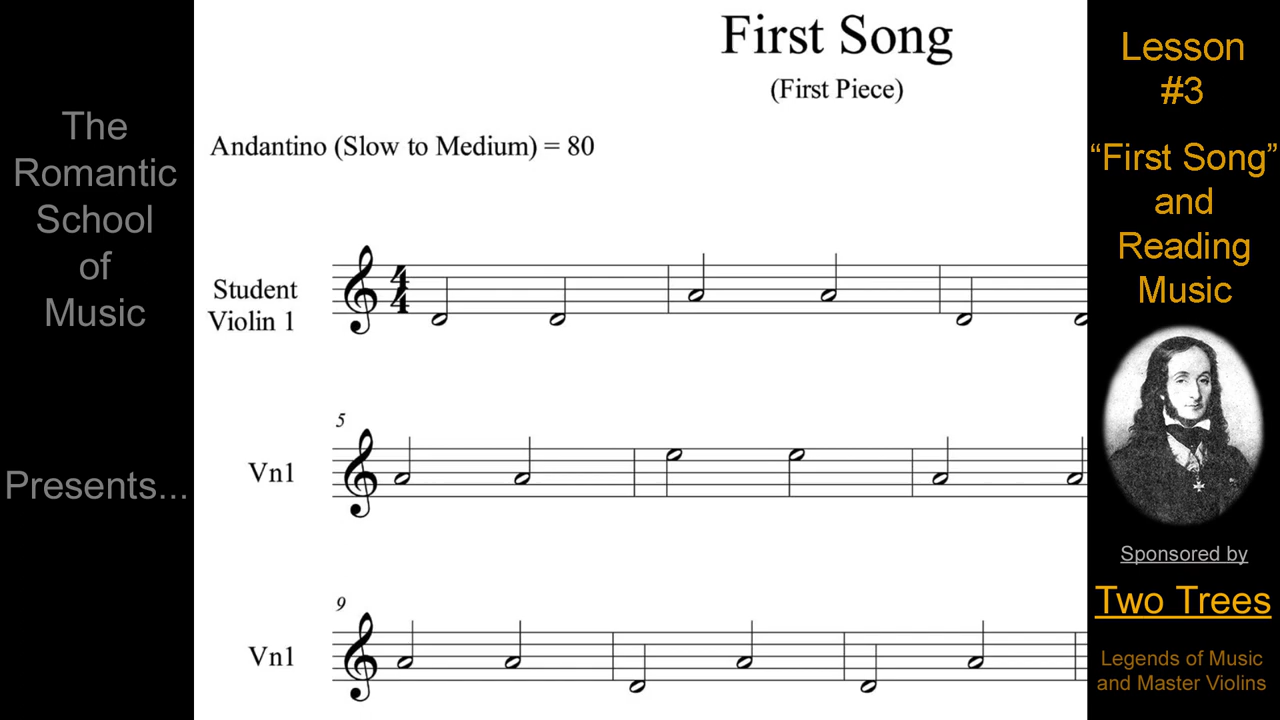 The
Romantic
School
of
Music
Presents...
First Song
(First Piece)
Andantino (Slow to Medium) = 80
4
4
Student
Violin 1
5
Vn1
9
Vn1
Lesson
#3
“First Song”
and
Reading
Music
Sponsored by
Two Trees
Legends of Music
and Master Violins